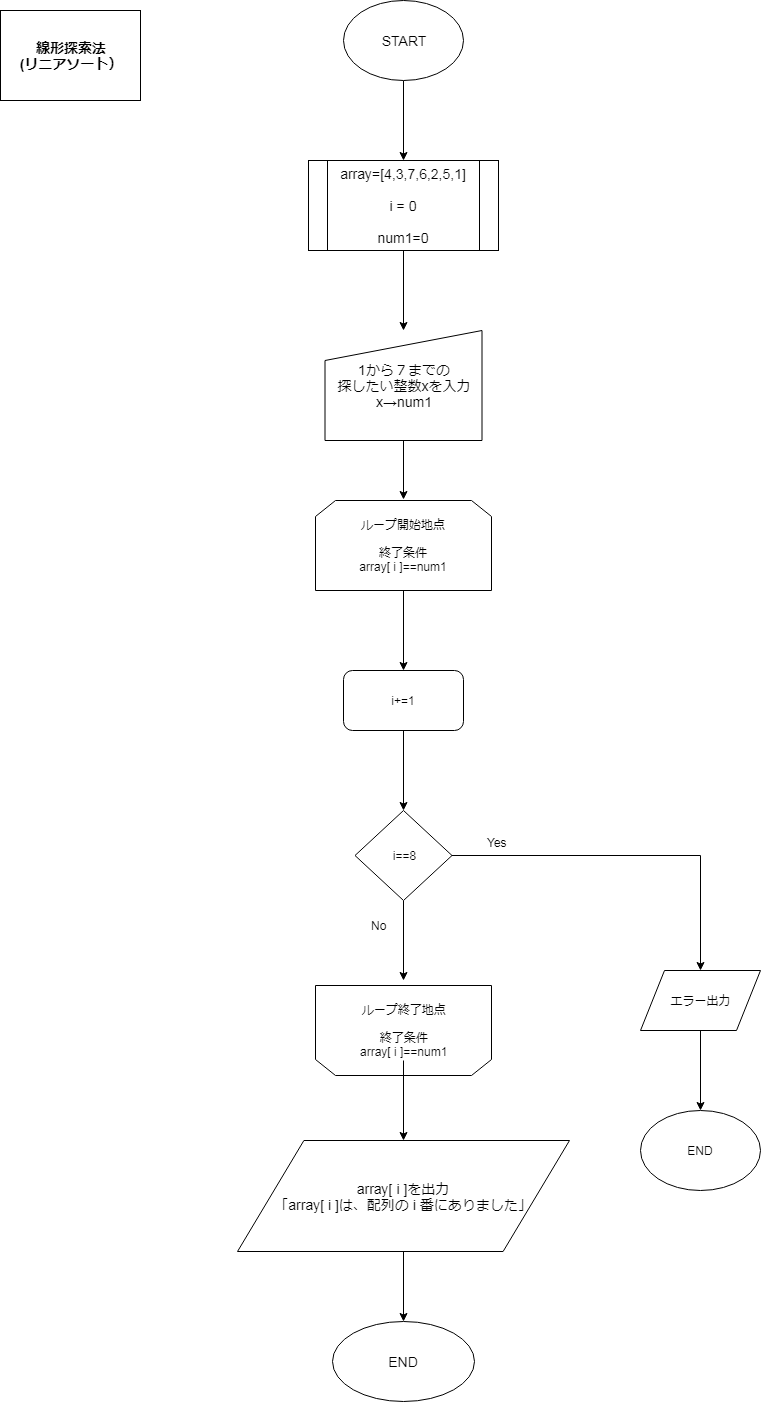 線形探索法
(リニアソート）
START
array=[4,3,7,6,2,5,1]
i = 0
num1=0
1から７までの
探したい整数xを入力
x→num1
ループ開始地点
終了条件
array[ i ]==num1
i+=1
i==8
Yes
No
ループ終了地点
終了条件
array[ i ]==num1
エラー出力
END
array[ i ]を出力
「array[ i ]は、配列の i 番にありました」
END